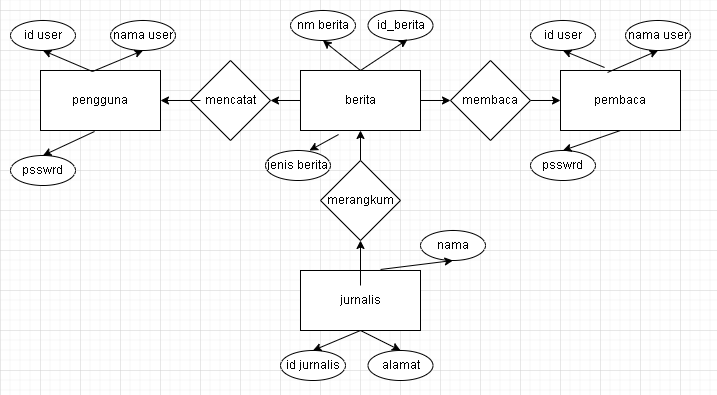 id user
nama user
nm berita
id_berita
id user
nama user
pengguna
mencatat
berita
membaca
pembaca
psswrd
jenis berita
psswrd
merangkum
nama
jurnalis
id jurnalis
alamat